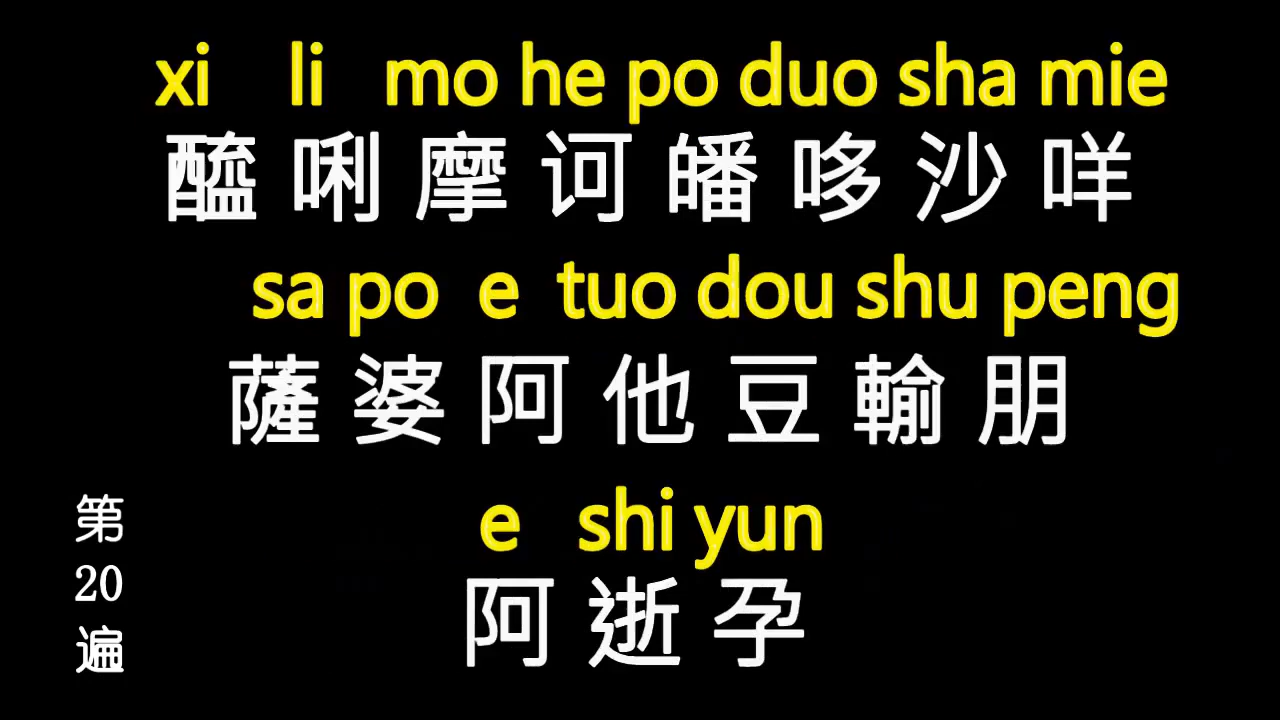 xi li mo he po duo sha mie
醯唎摩诃皤哆沙咩
sa po e tuo dou shu peng
薩婆阿他豆輸朋
e shi yun
阿逝孕
第
20
遍